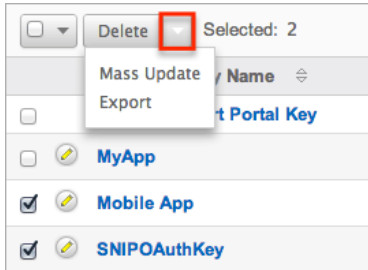 Delete Selected: 2
Mass Update
Export
Name
rt Portal Key
MyApp
Mobile App
SNIPOAuthKey